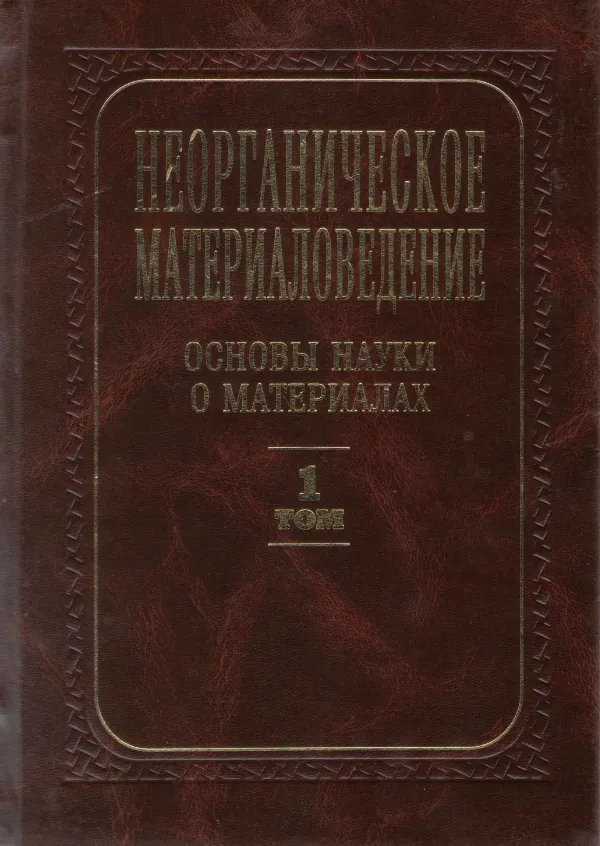 НЕОРГАНИЧЕСКОЕ
МАТЕРИАЛОВЕДЕНИЕ
ОСНОВЫ НАУКИ
О МАТЕРИАЛАХ
1
ТОМ